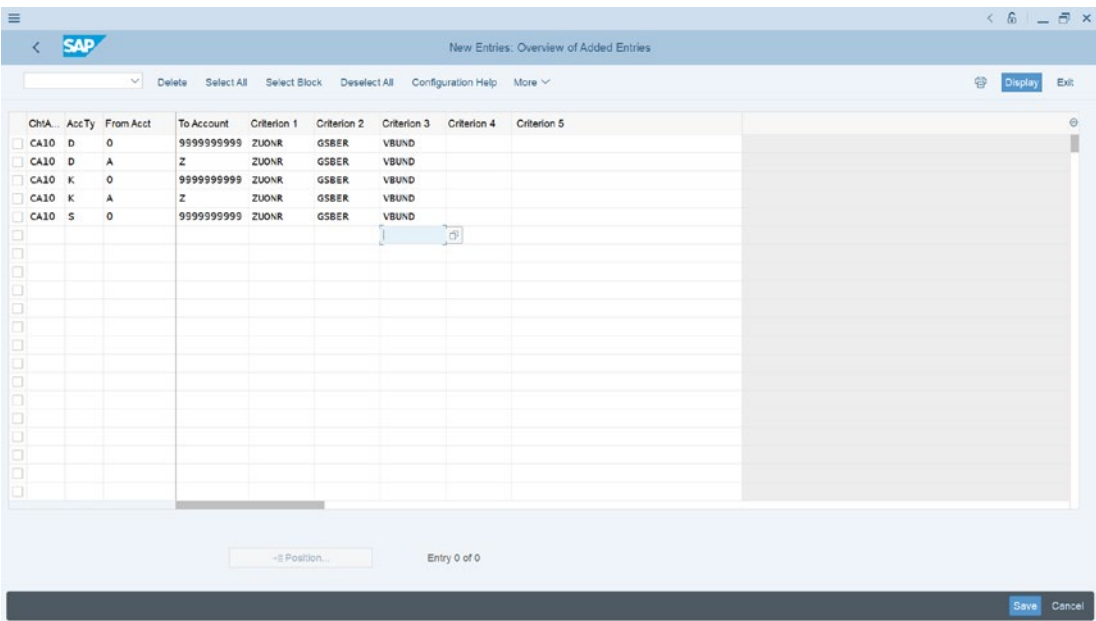 SAP New Entries: Overview of Added Entries
Delete Select All Select Block Deselect All Configuration Help More Display Exit
ChtA... AccTy From Acct To Account Criterion 1 Criterion 2 Criterion 3 Criterion 4 Criterion 5
CA10 D 0 9999999999 ZUONR GSBER VBUND
CA10 D A Z ZUONR GSBER VBUND
CA10 K 0 9999999999 ZUONR GSBER VBUND
CA10 K A Z ZUONR GSBER VBUND
CA10 S 0 9999999999 ZUONR GSBER VBUND
Position... Entry 0 of 0
Save Cancel